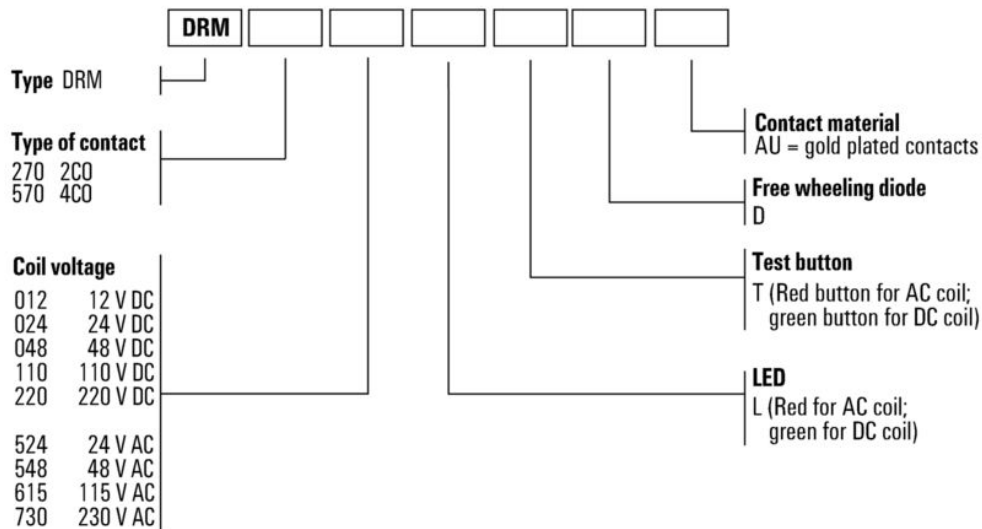 DRM
Type DRM
Type of contact
270 2CO
570 4CO
Coil voltage
012 12 V DC
024 24 V DC
048 48 V DC
110 110 V DC
220 220 V DC
524 24 V AC
548 48 V AC
615 115 V AC
730 230 V AC
Contact material
AU = gold plated contacts
Free wheeling diode
D
Test button
T (Red button for AC coil;
green button for DC coil)
LED
L (Red for AC coil;
green for DC coil)